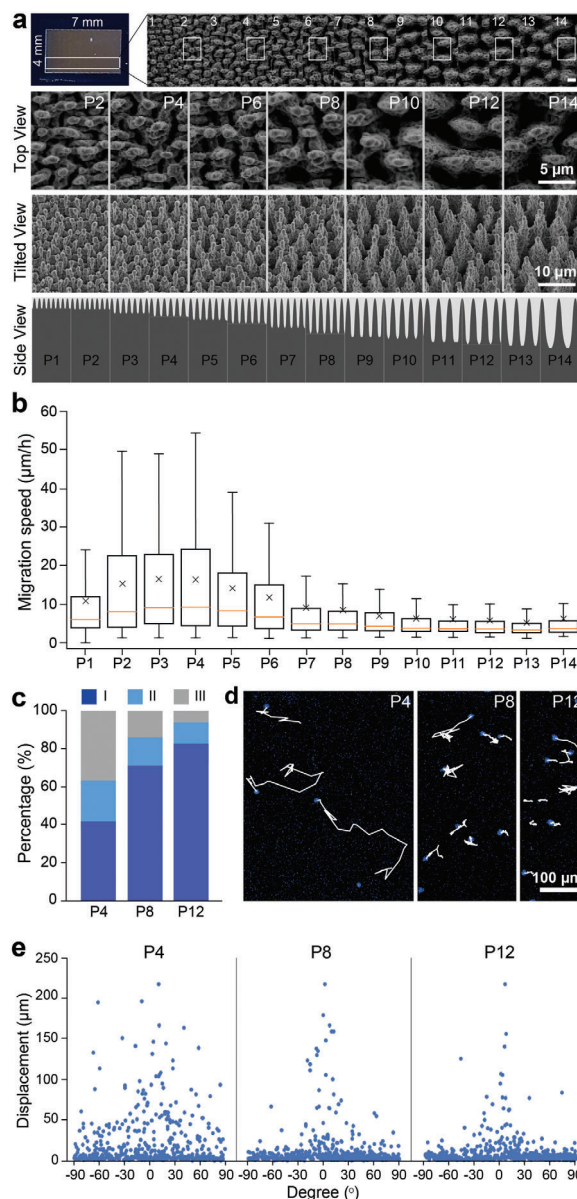 a
7 mm
4 mm
1 2 3 4 5 6 7 8 9 10 11 12 13 14
Top View
P2 P4 P6 P8 P10 P12 P14
5 µm
Tilted View
10 µm
Side View
P1 P2 P3 P4 P5 P6 P7 P8 P9 P10 P11 P12 P13 P14
b
Migration speed (µm/h)
60
50
40
30
20
10
0
P1 P2 P3 P4 P5 P6 P7 P8 P9 P10 P11 P12 P13 P14
c
I II III
Percentage (%)
100
80
60
40
20
0
P4 P8 P12
d
P4 P8 P12
100 µm
e
P4 P8 P12
Displacement (µm)
250
200
150
100
50
0
-90 -60 -30 0 30 60 90 -90 -60 -30 0 30 60 90 -90 -60 -30 0 30 60 90
Degree (°)